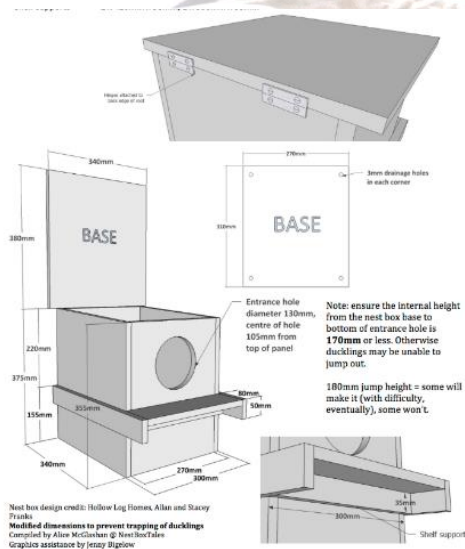 Hinges attached to
back edge of roof
340mm
270mm
3mm drainage holes
in each corner
BASE
380mm
310mm
BASE
Entrance hole
diameter 130mm,
centre of hole
105mm from
top of panel
Note: ensure the internal height
from the nest box base to
bottom of entrance hole is
170mm or less. Otherwise
ducklings may be unable to
jump out.
180mm jump height = some will
make it (with difficulty,
eventually), some won't.
220mm
375mm
355mm
155mm
80mm
50mm
340mm
270mm
300mm
35mm
300mm
Shelf support
Nest box design credit: Hollow Log Homes, Allan and Stacey
Franks
Modified dimensions to prevent trapping of ducklings
Compiled by Alice McGlashan @ NestBoxTales
Graphics assistance by Jenny Bigelow